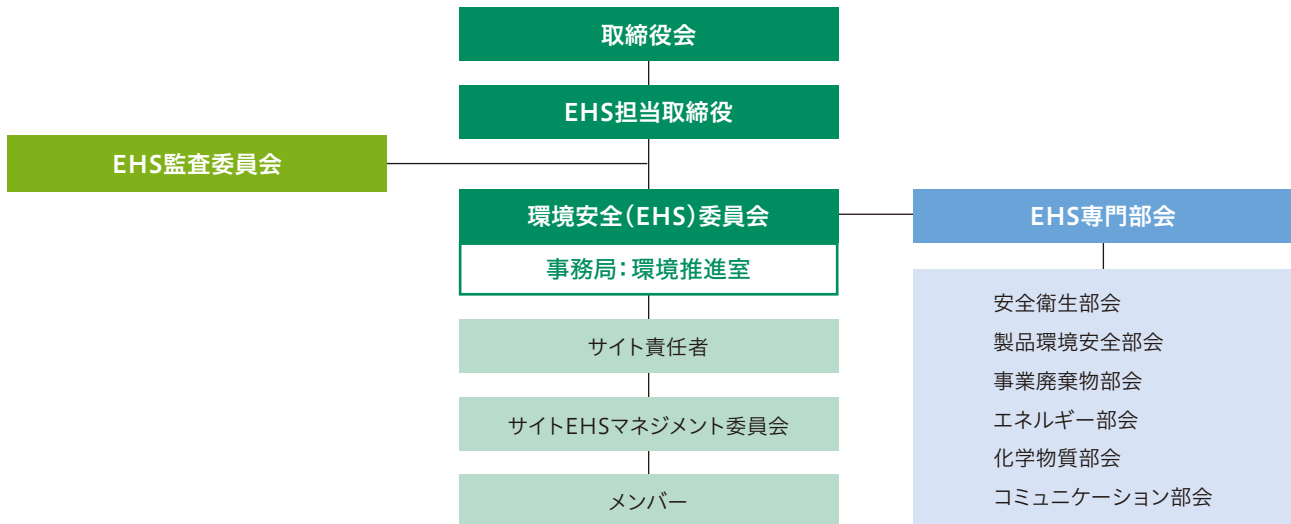 取締役会
EHS担当取締役
EHS監査委員会
環境安全（EHS）委員会
事務局：環境推進室
サイト責任者
サイトEHSマネジメント委員会
メンバー
EHS専門部会
安全衛生部会
製品環境安全部会
事業廃棄物部会
エネルギー部会
化学物質部会
コミュニケーション部会